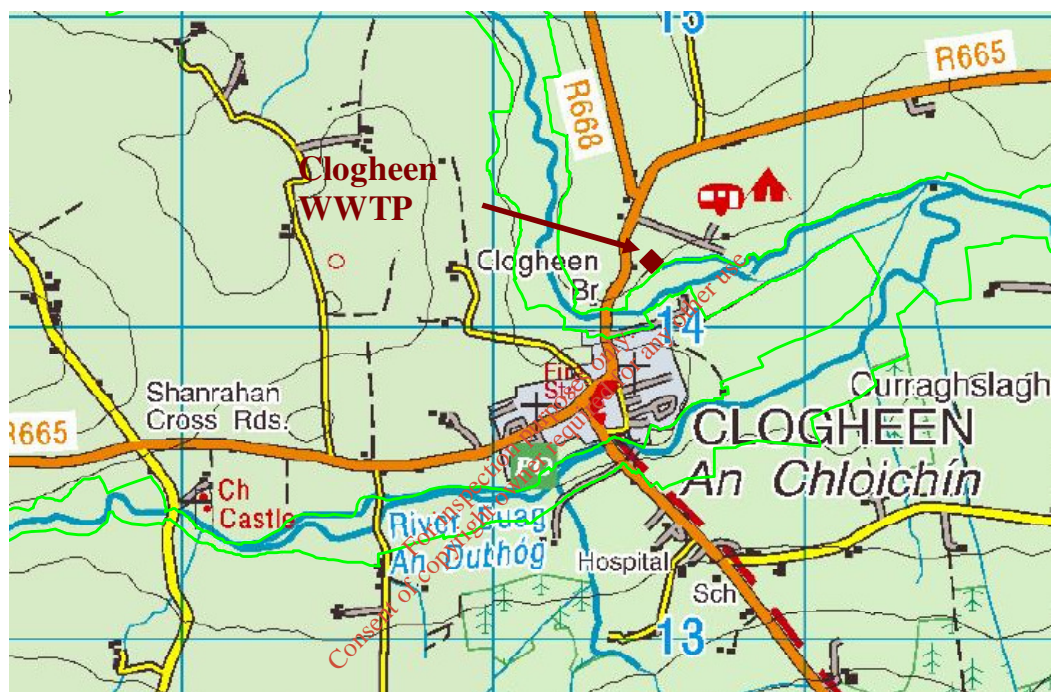 15
R665
R668
Clogheen
WWTP
Clogheen
Br
14
Shanrahan
Cross Rds.
Curraghslagh
R665
CLOGHEEN
An Chloichín
Ch
Castle
River Duag
An Dubhóg
Hospital
Sch
13
For inspection purposes only.
Consent of copyright owner required for any other use.